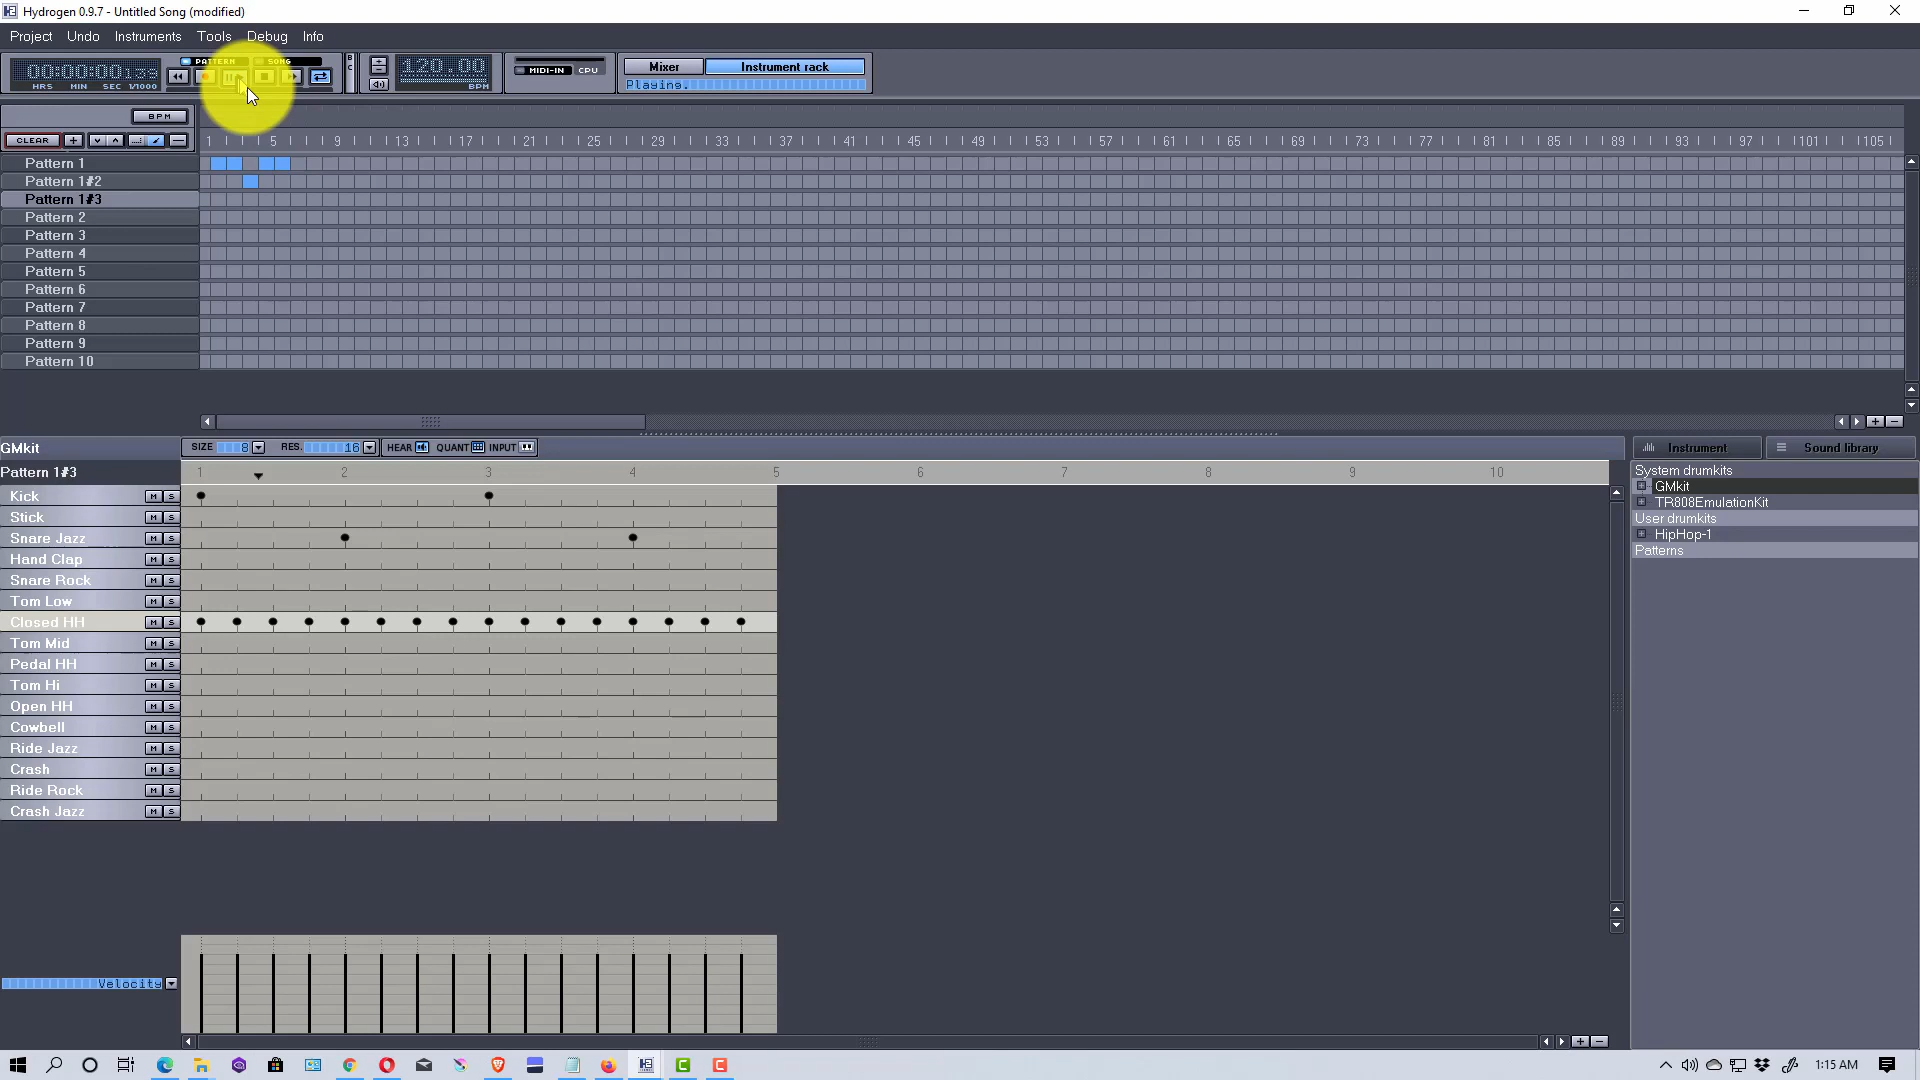 Hydrogen 0.9.7 - Untitled Song (modified)
Project Undo Instruments Tools Debug Info
PATTERN SONG
00:00:00:139
HRS MIN SEC 1/1000
120.00
BPM
MIDI-IN CPU
Mixer Instrument rack
Playing.
BPM
CLEAR
1 5 9 13 17 21 25 29 33 37 41 45 49 53 57 61 65 69 73 77 81 85 89 93 97 101 105
Pattern 1
Pattern 1#2
Pattern 1#3
Pattern 2
Pattern 3
Pattern 4
Pattern 5
Pattern 6
Pattern 7
Pattern 8
Pattern 9
Pattern 10
GMkit
SIZE 8 RES. 16 HEAR QUANT INPUT
Pattern 1#3
1 2 3 4 5 6 7 8 9 10
Kick M S
Stick M S
Snare Jazz M S
Hand Clap M S
Snare Rock M S
Tom Low M S
Closed HH M S
Tom Mid M S
Pedal HH M S
Tom Hi M S
Open HH M S
Cowbell M S
Ride Jazz M S
Crash M S
Ride Rock M S
Crash Jazz M S
Velocity
Instrument Sound library
System drumkits
GMkit
TR808EmulationKit
User drumkits
HipHop-1
Patterns
1:15 AM